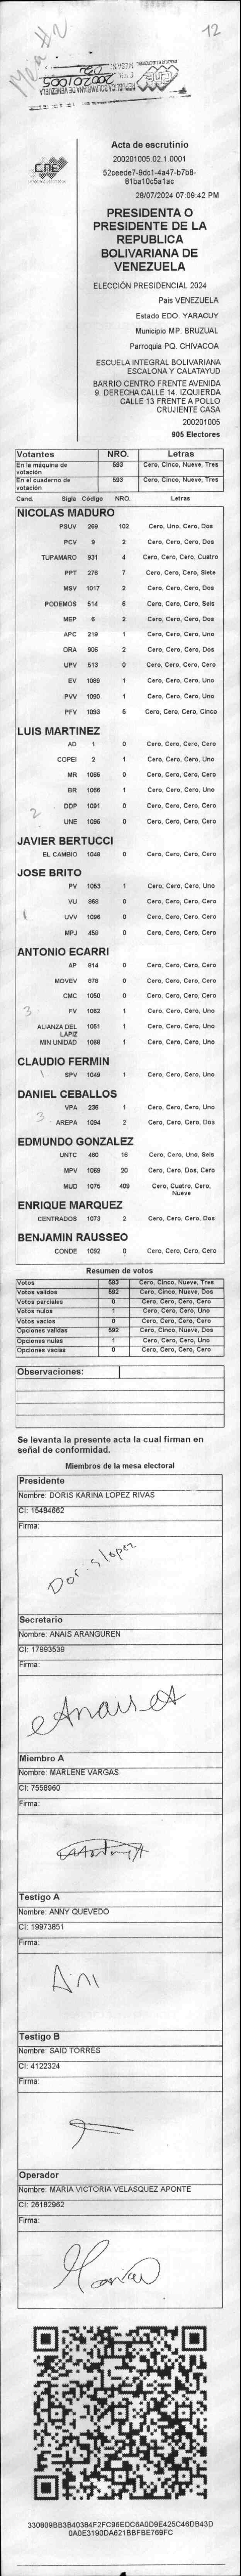 12
200201005
CNE
Acta de escrutinio
200201005.02.1.0001
52ceede7-9dc1-4a47-b7b8-
81ba10c5a1ac
28/07/2024 07:09:42 PM
PRESIDENTA O
PRESIDENTE DE LA
REPUBLICA
BOLIVARIANA DE
VENEZUELA
ELECCIÓN PRESIDENCIAL 2024
Pais VENEZUELA
Estado EDO. YARACUY
Municipio MP. BRUZUAL
Parroquia PQ. CHIVACOA
ESCUELA INTEGRAL BOLIVARIANA
ESCALONA Y CALATAYUD
BARRIO CENTRO FRENTE AVENIDA
9. DERECHA CALLE 14. IZQUIERDA
CALLE 13 FRENTE A POLLO
CRUJIENTE CASA
200201005
905 Electores
Votantes NRO. Letras
En la máquina de votación 593 Cero, Cinco, Nueve, Tres
En el cuaderno de votación 593 Cero, Cinco, Nueve, Tres
Cand. Sigla Código NRO. Letras
NICOLAS MADURO
PSUV 269 102 Cero, Uno, Cero, Dos
PCV 9 2 Cero, Cero, Cero, Dos
TUPAMARO 931 4 Cero, Cero, Cero, Cuatro
PPT 276 7 Cero, Cero, Cero, Siete
MSV 1017 2 Cero, Cero, Cero, Dos
PODEMOS 514 6 Cero, Cero, Cero, Seis
MEP 6 2 Cero, Cero, Cero, Dos
APC 219 1 Cero, Cero, Cero, Uno
ORA 906 2 Cero, Cero, Cero, Dos
UPV 513 0 Cero, Cero, Cero, Cero
EV 1089 1 Cero, Cero, Cero, Uno
PVV 1090 1 Cero, Cero, Cero, Uno
PFV 1093 5 Cero, Cero, Cero, Cinco
LUIS MARTINEZ
AD 1 0 Cero, Cero, Cero, Cero
COPEI 2 1 Cero, Cero, Cero, Uno
MR 1065 0 Cero, Cero, Cero, Cero
BR 1066 1 Cero, Cero, Cero, Uno
2
DDP 1091 0 Cero, Cero, Cero, Cero
UNE 1095 0 Cero, Cero, Cero, Cero
JAVIER BERTUCCI
EL CAMBIO 1048 0 Cero, Cero, Cero, Cero
JOSE BRITO
PV 1053 1 Cero, Cero, Cero, Uno
VU 868 0 Cero, Cero, Cero, Cero
1
UVV 1096 0 Cero, Cero, Cero, Cero
MPJ 459 0 Cero, Cero, Cero, Cero
ANTONIO ECARRI
AP 914 0 Cero, Cero, Cero, Cero
MOVEV 978 0 Cero, Cero, Cero, Cero
CMC 1050 0 Cero, Cero, Cero, Cero
3
FV 1062 1 Cero, Cero, Cero, Uno
ALIANZA DEL LAPIZ 1051 1 Cero, Cero, Cero, Uno
MIN UNIDAD 1068 1 Cero, Cero, Cero, Uno
CLAUDIO FERMIN
1
SPV 1049 1 Cero, Cero, Cero, Uno
DANIEL CEBALLOS
VPA 236 1 Cero, Cero, Cero, Uno
3
AREPA 1094 2 Cero, Cero, Cero, Dos
EDMUNDO GONZALEZ
UNTC 460 16 Cero, Cero, Uno, Seis
MPV 1069 20 Cero, Cero, Dos, Cero
MUD 1075 409 Cero, Cuatro, Cero, Nueve
ENRIQUE MARQUEZ
CENTRADOS 1073 2 Cero, Cero, Cero, Dos
BENJAMIN RAUSSEO
CONDE 1092 0 Cero, Cero, Cero, Cero
Resumen de votos
Votos 593 Cero, Cinco, Nueve, Tres
Votos validos 592 Cero, Cinco, Nueve, Dos
Votos parciales 0 Cero, Cero, Cero, Cero
Votos nulos 1 Cero, Cero, Cero, Uno
Votos vacios 0 Cero, Cero, Cero, Cero
Opciones validas 592 Cero, Cinco, Nueve, Dos
Opciones nulas 1 Cero, Cero, Cero, Uno
Opciones vacias 0 Cero, Cero, Cero, Cero
Observaciones:
Se levanta la presente acta la cual firman en
señal de conformidad.
Miembros de la mesa electoral
Presidente
Nombre: DORIS KARINA LOPEZ RIVAS
CI: 15484662
Firma:
Doris Lopez
Secretario
Nombre: ANAIS ARANGUREN
CI: 17993539
Firma:
Miembro A
Nombre: MARLENE VARGAS
CI: 7558960
Firma:
Testigo A
Nombre: ANNY QUEVEDO
CI: 19973851
Firma:
Testigo B
Nombre: SAID TORRES
CI: 4122324
Firma:
Operador
Nombre: MARIA VICTORIA VELASQUEZ APONTE
CI: 26182962
Firma:
330809BB3B40384F2FC96EDC6A0D9E425C46DB43D
0A0E3190DA621BBFBE769FC